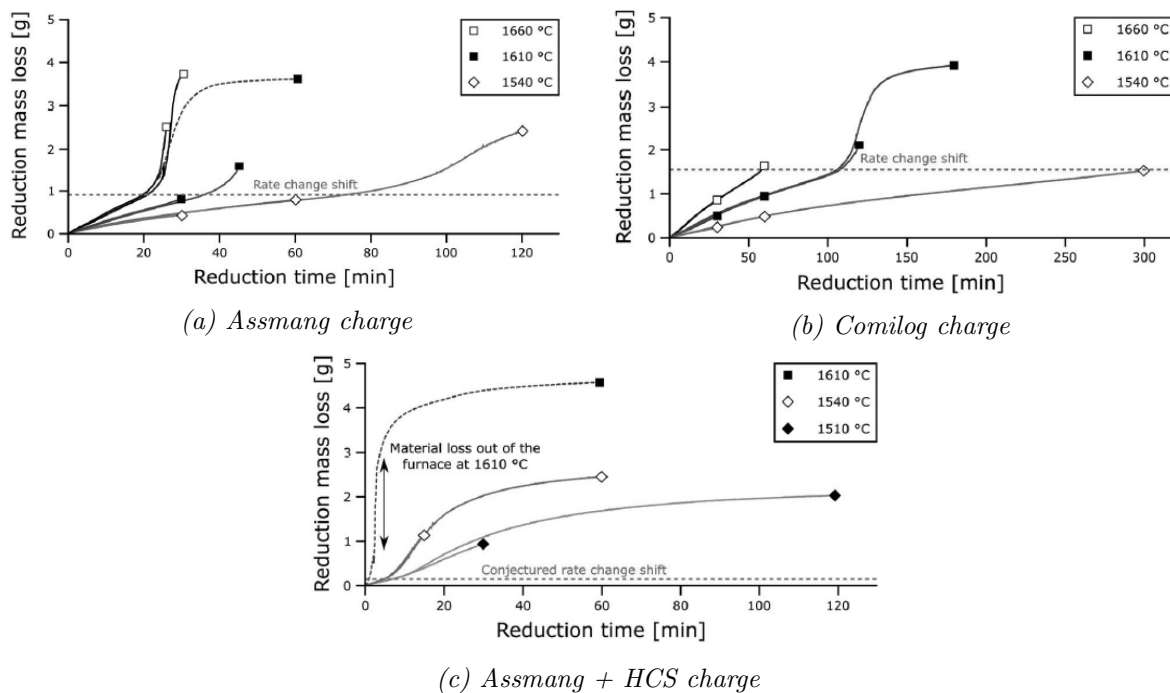 Reduction mass loss [g]
5
4
3
2
1
0
1660 °C
1610 °C
1540 °C
Rate change shift
0
20
40
60
80
100
120
Reduction time [min]
(a) Assmang charge
Reduction mass loss [g]
5
4
3
2
1
0
1660 °C
1610 °C
1540 °C
Rate change shift
0
50
100
150
200
250
300
Reduction time [min]
(b) Comilog charge
Reduction mass loss [g]
5
4
3
2
1
0
1610 °C
1540 °C
1510 °C
Material loss out of the
furnace at 1610 °C
Conjectured rate change shift
0
20
40
60
80
100
120
Reduction time [min]
(c) Assmang + HCS charge